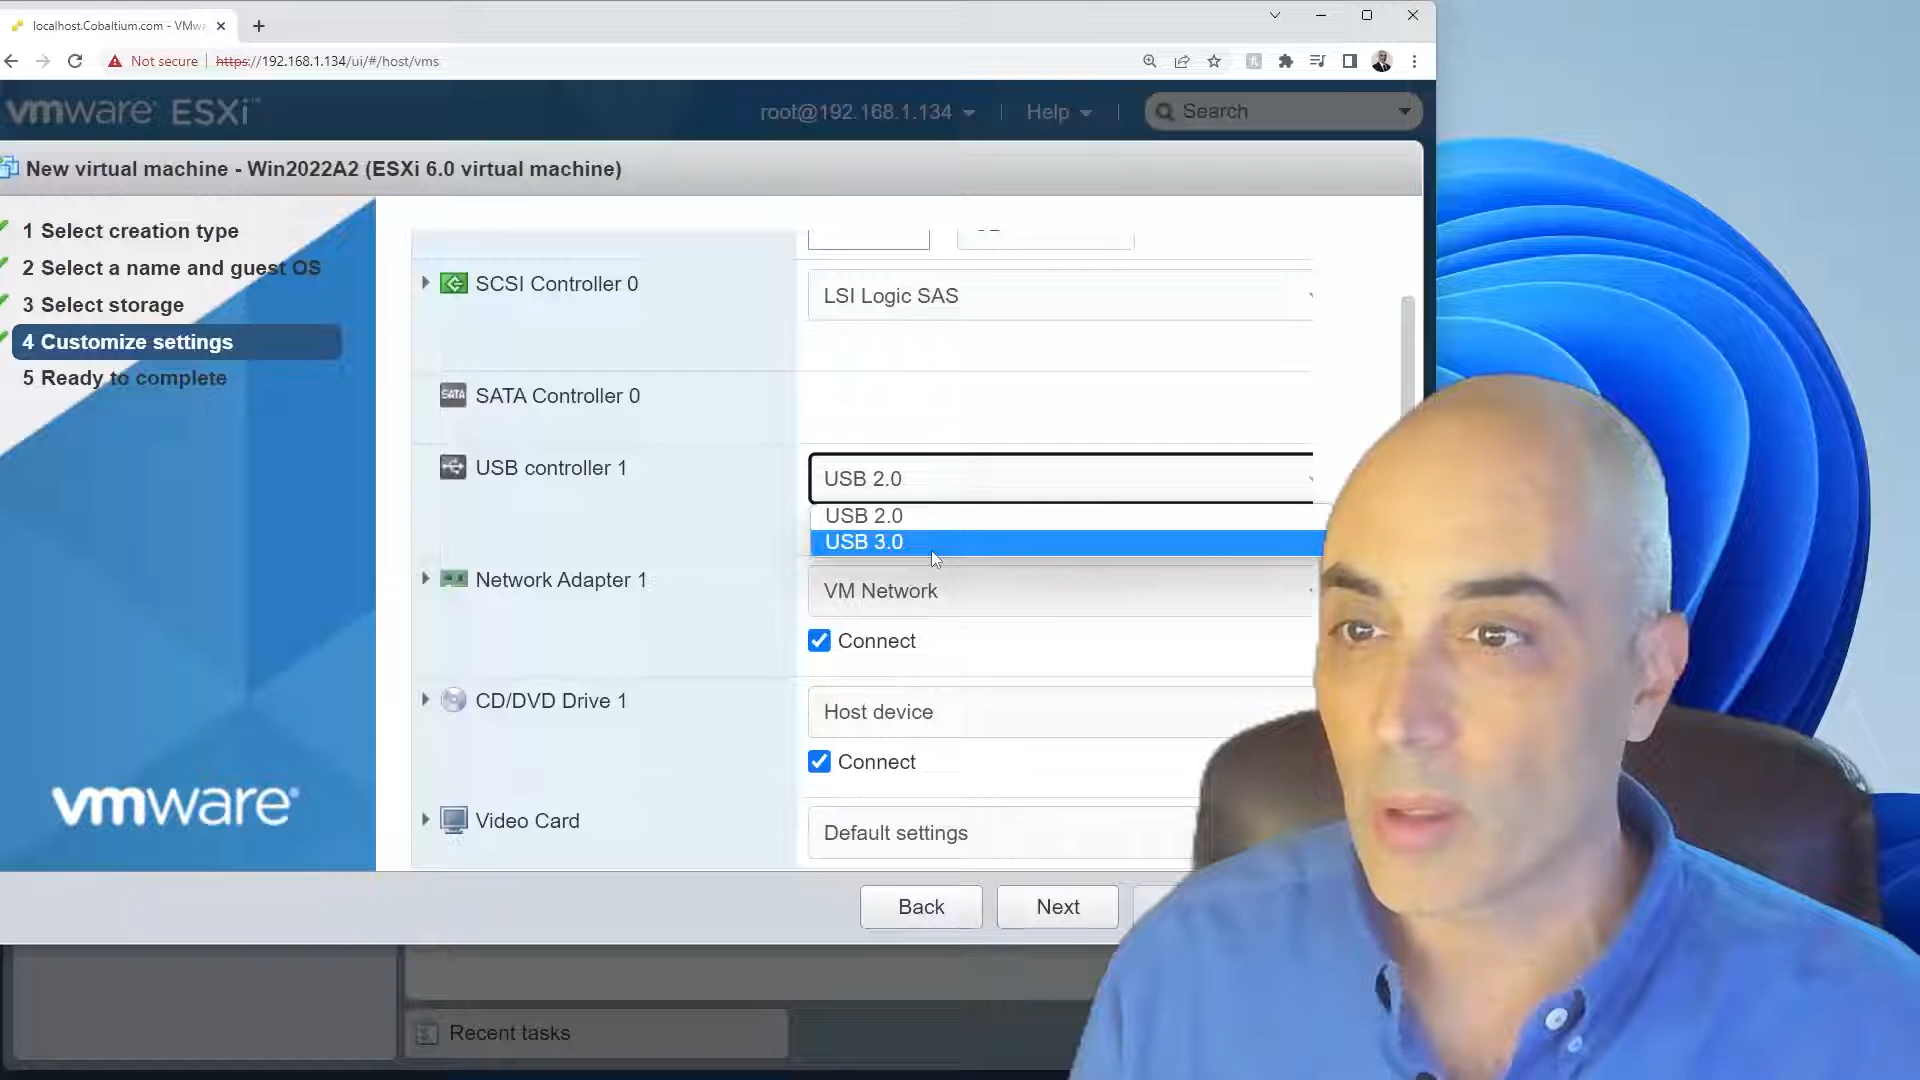 localhost.Cobaltium.com - VMwa
Not secure
https://192.168.1.134/ui/#/host/vms
vmware ESXi
root@192.168.1.134
Help
Search
New virtual machine - Win2022A2 (ESXi 6.0 virtual machine)
1 Select creation type
2 Select a name and guest OS
3 Select storage
4 Customize settings
5 Ready to complete
SCSI Controller 0
LSI Logic SAS
SATA
SATA Controller 0
USB controller 1
USB 2.0
USB 2.0
USB 3.0
Network Adapter 1
VM Network
Connect
CD/DVD Drive 1
Host device
Connect
Video Card
Default settings
vmware
Back
Next
Recent tasks